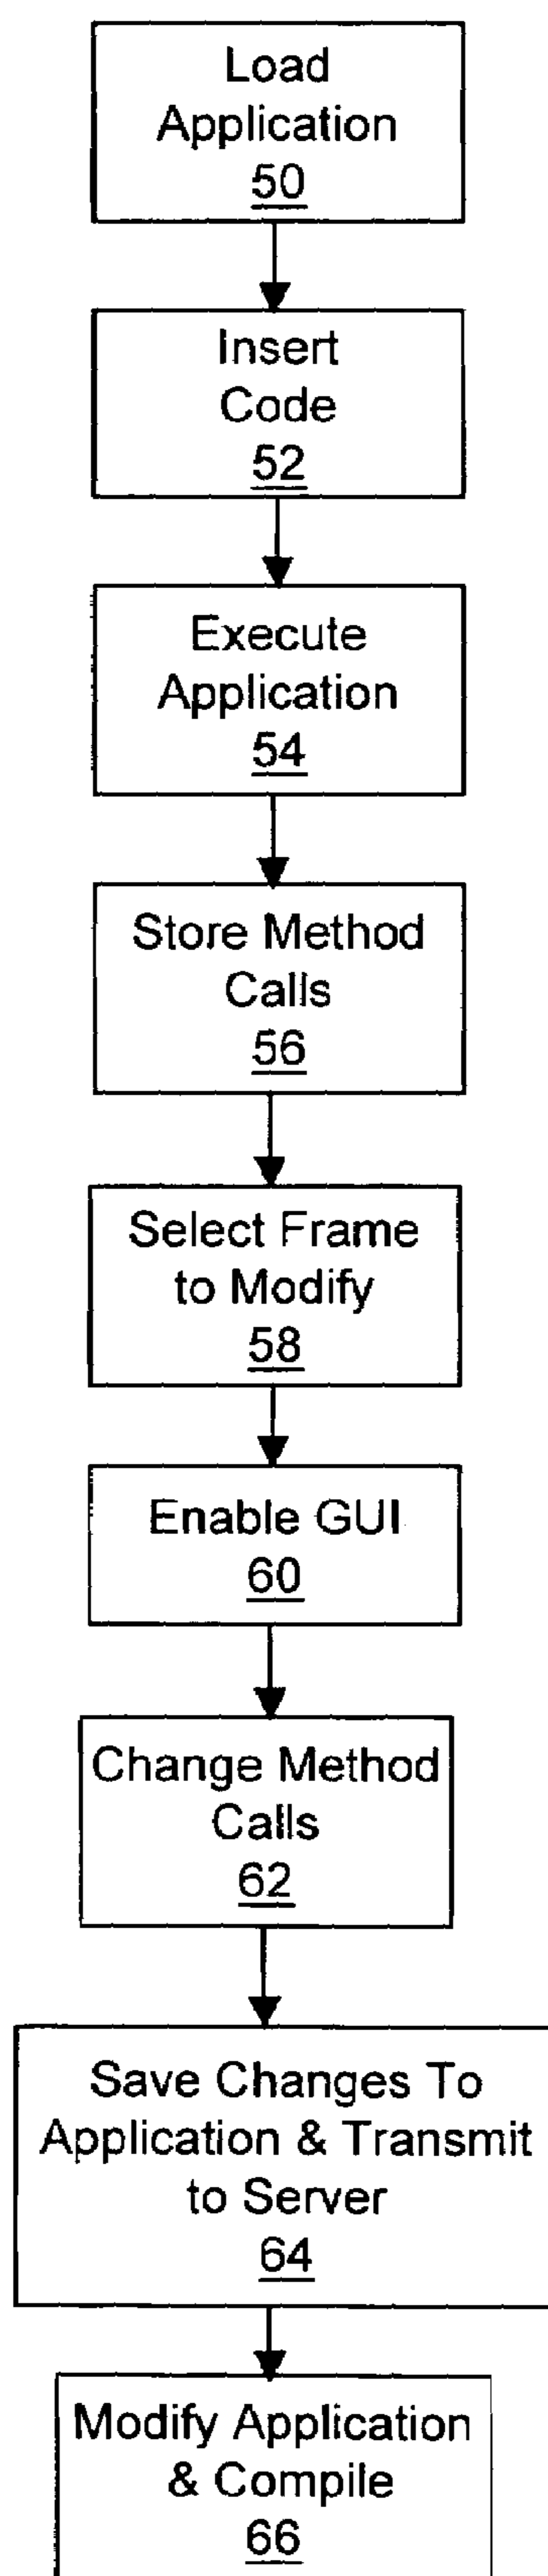 Load
Application
50
Insert
Code
52
Execute
Application
54
Store Method
Calls
56
Select Frame
to Modify
58
Enable GUI
60
Change Method
Calls
62
Save Changes To
Application & Transmit
to Server
64
Modify Application
& Compile
66